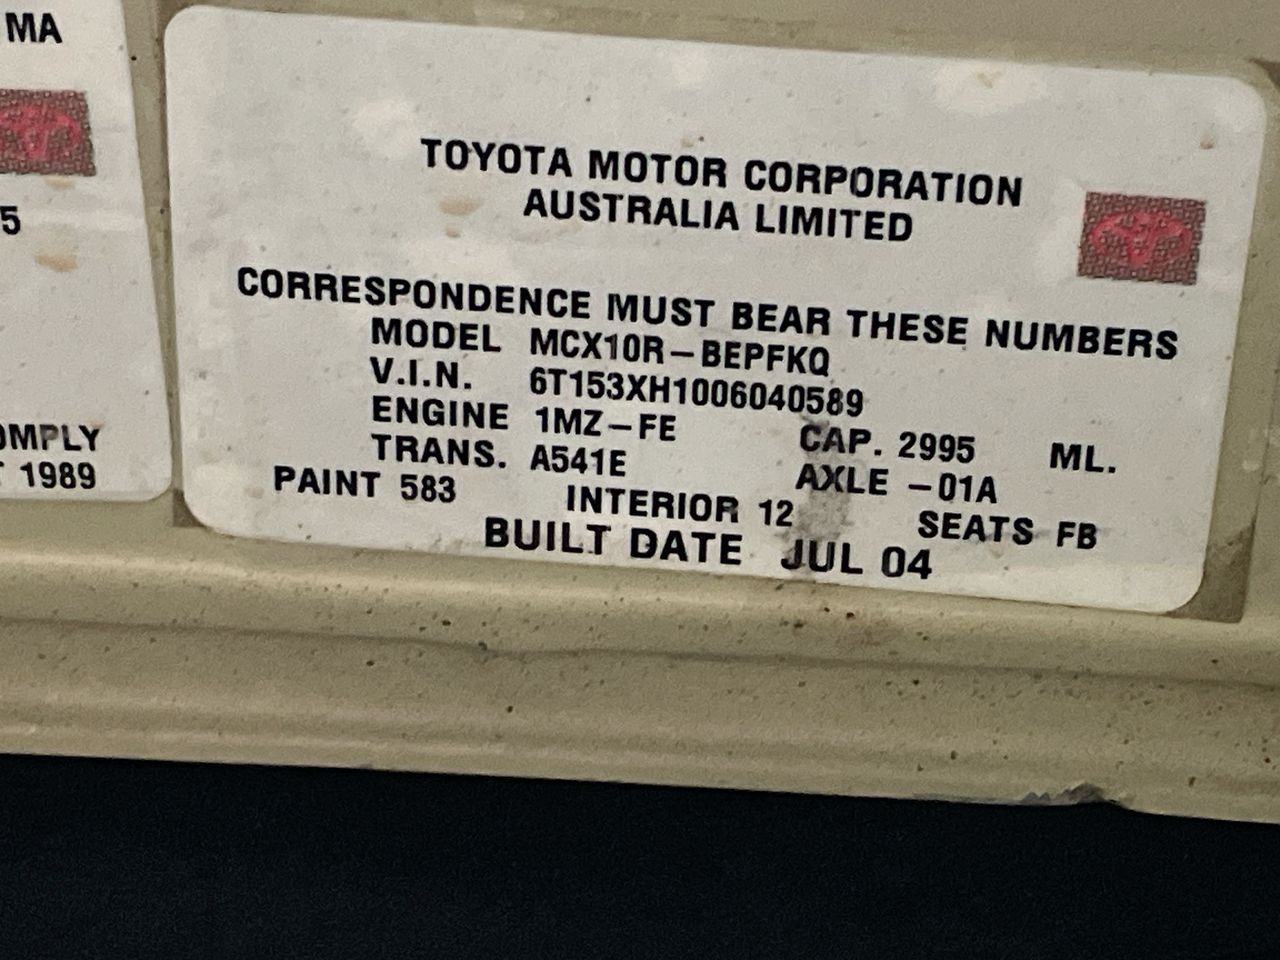 MA
5
OMPLY
1989
TOYOTA MOTOR CORPORATION
AUSTRALIA LIMITED
CORRESPONDENCE MUST BEAR THESE NUMBERS
MODEL MCX10R-BEPFKQ
V.I.N. 6T153XH1006040589
ENGINE 1MZ-FE CAP. 2995 ML.
TRANS. A541E AXLE -01A
PAINT 583 INTERIOR 12 SEATS FB
BUILT DATE JUL 04